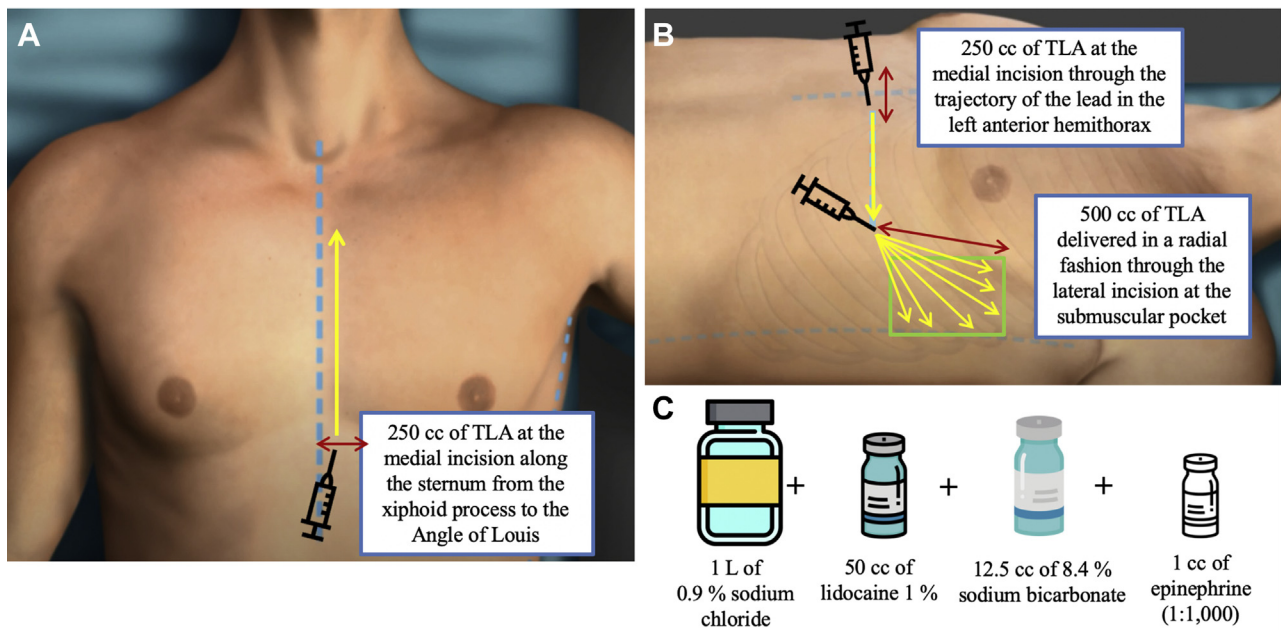 A
250 cc of TLA at the
medial incision along
the sternum from the
xiphoid process to the
Angle of Louis
B
250 cc of TLA at the
medial incision through the
trajectory of the lead in the
left anterior hemithorax
500 cc of TLA
delivered in a radial
fashion through the
lateral incision at the
submuscular pocket
C
+ + +
1 L of
0.9 % sodium
chloride
50 cc of
lidocaine 1 %
12.5 cc of 8.4 %
sodium bicarbonate
1 cc of
epinephrine
(1:1,000)